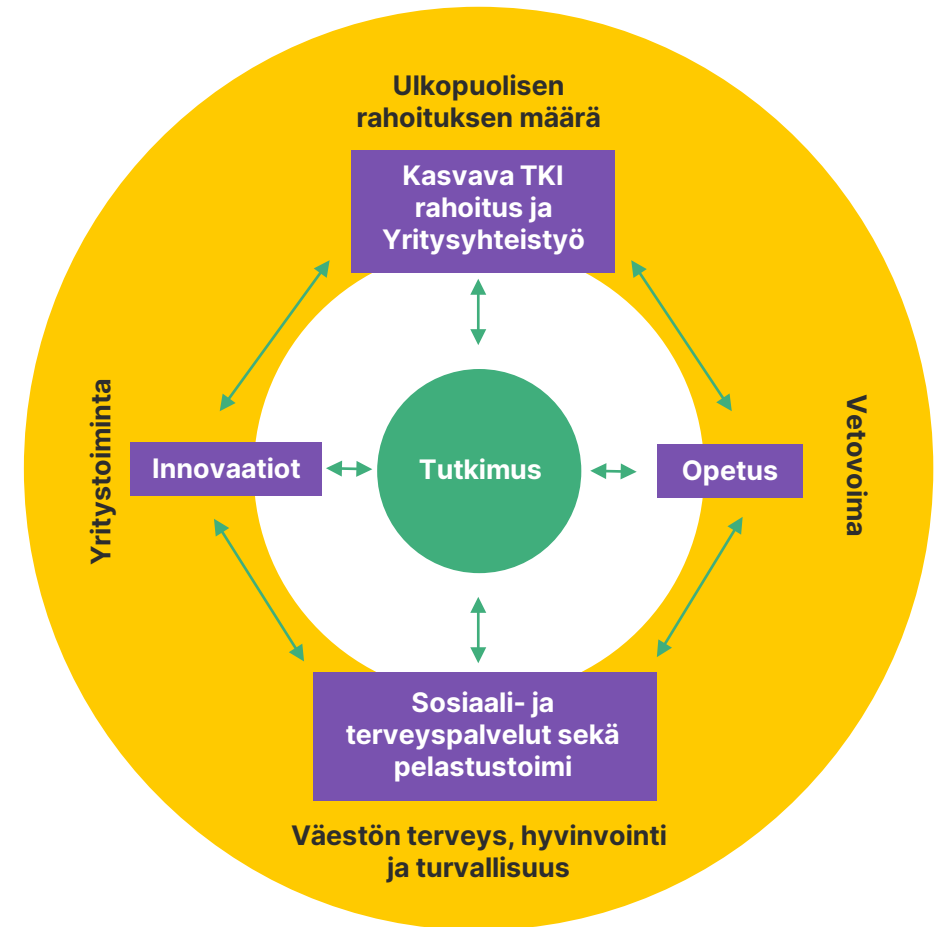 Ulkopuolisen
rahoituksen määrä
Kasvava TKI
rahoitus ja
Yritysyhteistyö
Yritystoiminta
Innovaatiot
Tutkimus
Opetus
Vetovoima
Sosiaali- ja
terveyspalvelut sekä
pelastustoimi
Väestön terveys, hyvinvointi
ja turvallisuus